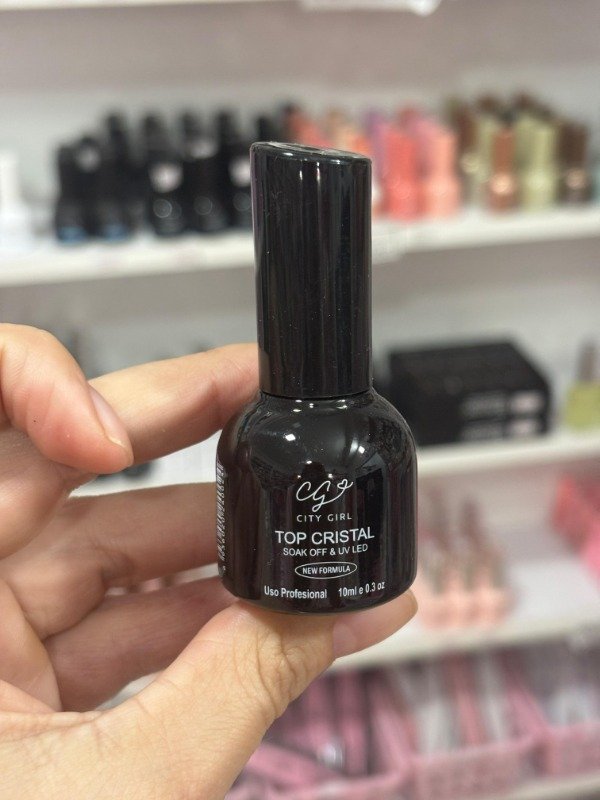 CG
CITY GIRL
TOP CRISTAL
SOAK OFF & UV LED
NEW FORMULA
Uso Profesional 10ml e 0.3 oz